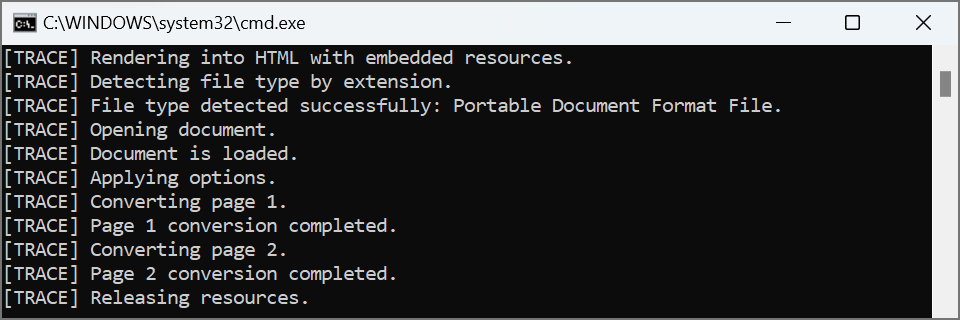 C:\WINDOWS\system32\cmd.exe
[TRACE] Rendering into HTML with embedded resources.
[TRACE] Detecting file type by extension.
[TRACE] File type detected successfully: Portable Document Format File.
[TRACE] Opening document.
[TRACE] Document is loaded.
[TRACE] Applying options.
[TRACE] Converting page 1.
[TRACE] Page 1 conversion completed.
[TRACE] Converting page 2.
[TRACE] Page 2 conversion completed.
[TRACE] Releasing resources.